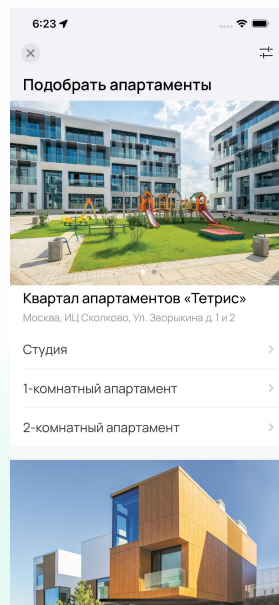 6:23
Подобрать апартаменты
Квартал апартаментов «Тетрис»
Москва, ИЦ Сколково, Ул. Зворыкина д. 1 и 2
Студия
1-комнатный апартамент
2-комнатный апартамент